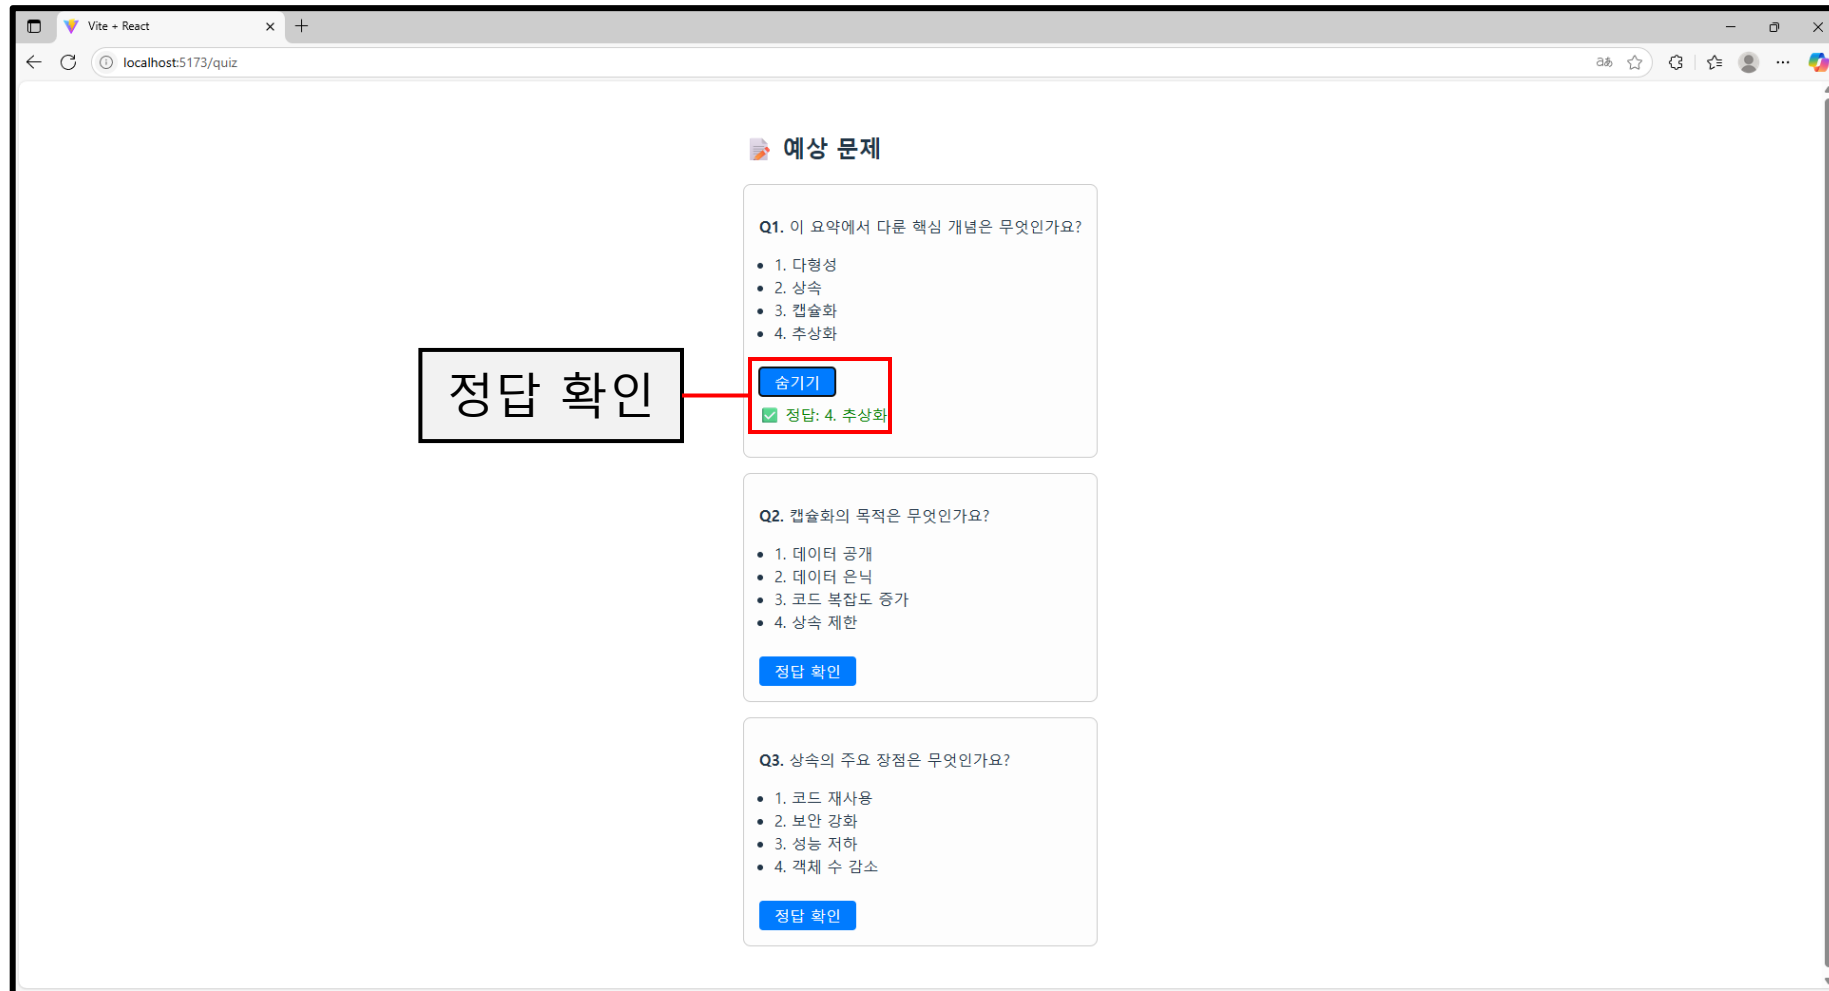 Vite + React
localhost:5173/quiz
aあ
예상 문제
Q1. 이 요약에서 다룬 핵심 개념은 무엇인가요?
1. 다형성
2. 상속
3. 캡슐화
4. 추상화
숨기기
정답: 4. 추상화
정답 확인
Q2. 캡슐화의 목적은 무엇인가요?
1. 데이터 공개
2. 데이터 은닉
3. 코드 복잡도 증가
4. 상속 제한
정답 확인
Q3. 상속의 주요 장점은 무엇인가요?
1. 코드 재사용
2. 보안 강화
3. 성능 저하
4. 객체 수 감소
정답 확인